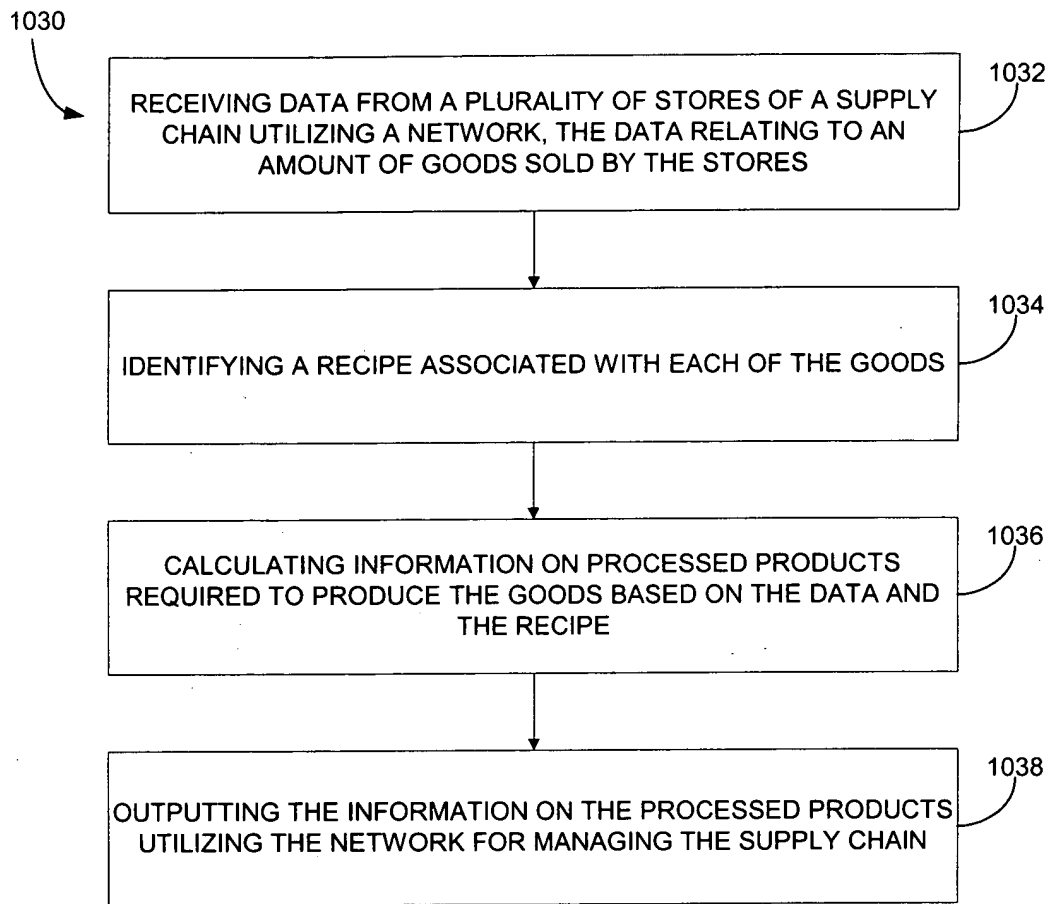 1030
1032
RECEIVING DATA FROM A PLURALITY OF STORES OF A SUPPLY
CHAIN UTILIZING A NETWORK, THE DATA RELATING TO AN
AMOUNT OF GOODS SOLD BY THE STORES
1034
IDENTIFYING A RECIPE ASSOCIATED WITH EACH OF THE GOODS
1036
CALCULATING INFORMATION ON PROCESSED PRODUCTS
REQUIRED TO PRODUCE THE GOODS BASED ON THE DATA AND
THE RECIPE
1038
OUTPUTTING THE INFORMATION ON THE PROCESSED PRODUCTS
UTILIZING THE NETWORK FOR MANAGING THE SUPPLY CHAIN